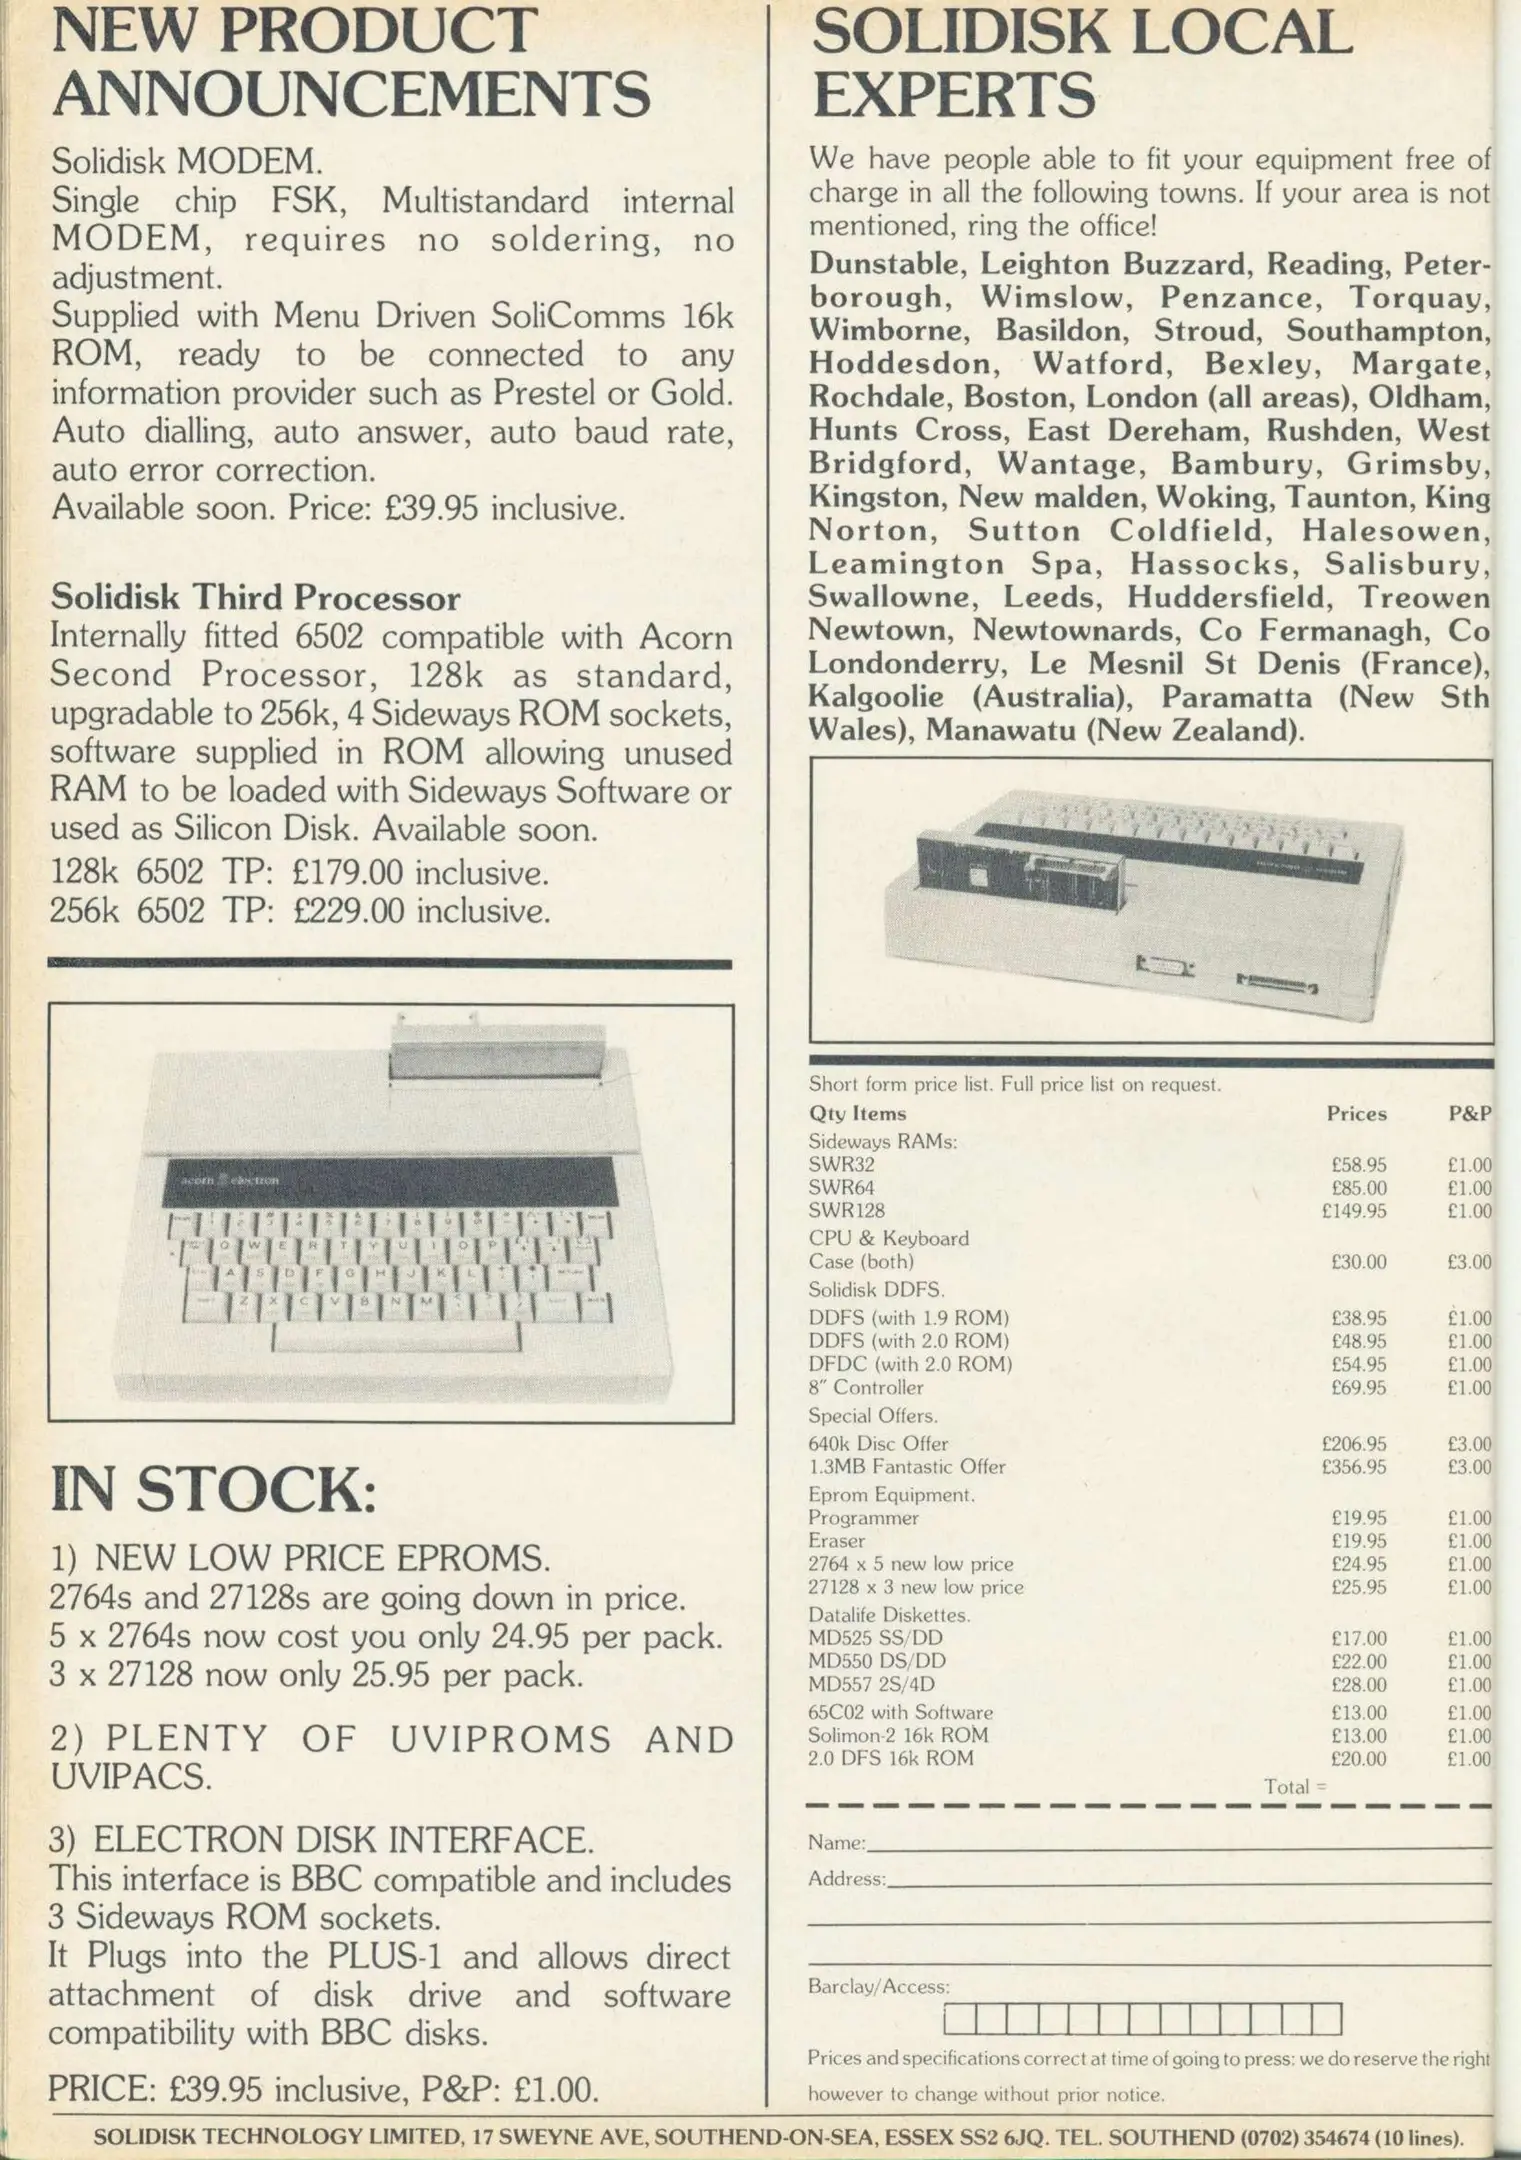 NEW PRODUCT
ANNOUNCEMENTS
Solidisk MODEM.
Single chip FSK, Multistandard internal
MODEM, requires no soldering, no
adjustment.
Supplied with Menu Driven SoliComms 16k
ROM, ready to be connected to any
information provider such as Prestel or Gold.
Auto dialling, auto answer, auto baud rate,
auto error correction.
Available soon. Price: £39.95 inclusive.
Solidisk Third Processor
Internally fitted 6502 compatible with Acorn
Second Processor, 128k as standard,
upgradable to 256k, 4 Sideways ROM sockets,
software supplied in ROM allowing unused
RAM to be loaded with Sideways Software or
used as Silicon Disk. Available soon.
128k 6502 TP: £179.00 inclusive.
256k 6502 TP: £229.00 inclusive.
acorn electron
Q W E R T Y U I O P
A S D F G H J K L
Z X C V B N M
IN STOCK:
1) NEW LOW PRICE EPROMS.
2764s and 27128s are going down in price.
5 x 2764s now cost you only 24.95 per pack.
3 x 27128 now only 25.95 per pack.
2) PLENTY OF UVIPROMS AND
UVIPACS.
3) ELECTRON DISK INTERFACE.
This interface is BBC compatible and includes
3 Sideways ROM sockets.
It Plugs into the PLUS-1 and allows direct
attachment of disk drive and software
compatibility with BBC disks.
PRICE: £39.95 inclusive, P&P: £1.00.
SOLIDISK LOCAL
EXPERTS
We have people able to fit your equipment free of
charge in all the following towns. If your area is not
mentioned, ring the office!
Dunstable, Leighton Buzzard, Reading, Peter-
borough, Wimslow, Penzance, Torquay,
Wimborne, Basildon, Stroud, Southampton,
Hoddesdon, Watford, Bexley, Margate,
Rochdale, Boston, London (all areas), Oldham,
Hunts Cross, East Dereham, Rushden, West
Bridgford, Wantage, Bambury, Grimsby,
Kingston, New malden, Woking, Taunton, King
Norton, Sutton Coldfield, Halesowen,
Leamington Spa, Hassocks, Salisbury,
Swallowne, Leeds, Huddersfield, Treowen
Newtown, Newtownards, Co Fermanagh, Co
Londonderry, Le Mesnil St Denis (France),
Kalgoolie (Australia), Paramatta (New Sth
Wales), Manawatu (New Zealand).
Short form price list. Full price list on request.
Qty Items Prices P&P
Sideways RAMs:
SWR32 £58.95 £1.00
SWR64 £85.00 £1.00
SWR128 £149.95 £1.00
CPU & Keyboard
Case (both) £30.00 £3.00
Solidisk DDFS.
DDFS (with 1.9 ROM) £38.95 £1.00
DDFS (with 2.0 ROM) £48.95 £1.00
DFDC (with 2.0 ROM) £54.95 £1.00
8" Controller £69.95 £1.00
Special Offers.
640k Disc Offer £206.95 £3.00
1.3MB Fantastic Offer £356.95 £3.00
Eprom Equipment.
Programmer £19.95 £1.00
Eraser £19.95 £1.00
2764 x 5 new low price £24.95 £1.00
27128 x 3 new low price £25.95 £1.00
Datalife Diskettes.
MD525 SS/DD £17.00 £1.00
MD550 DS/DD £22.00 £1.00
MD557 2S/4D £28.00 £1.00
65C02 with Software £13.00 £1.00
Solimon-2 16k ROM £13.00 £1.00
2.0 DFS 16k ROM £20.00 £1.00
Total =
Name:
Address:
Barclay/Access:
Prices and specifications correct at time of going to press: we do reserve the right
however to change without prior notice.
SOLIDISK TECHNOLOGY LIMITED, 17 SWEYNE AVE, SOUTHEND-ON-SEA, ESSEX SS2 6JQ. TEL. SOUTHEND (0702) 354674 (10 lines).